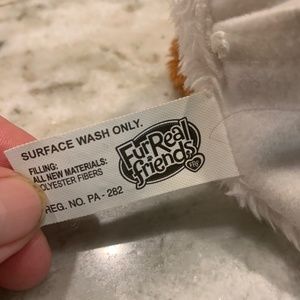 SURFACE WASH ONLY.
FILLING:
ALL NEW MATERIALS:
POLYESTER FIBERS
REG. NO. PA - 282
FurReal
friends